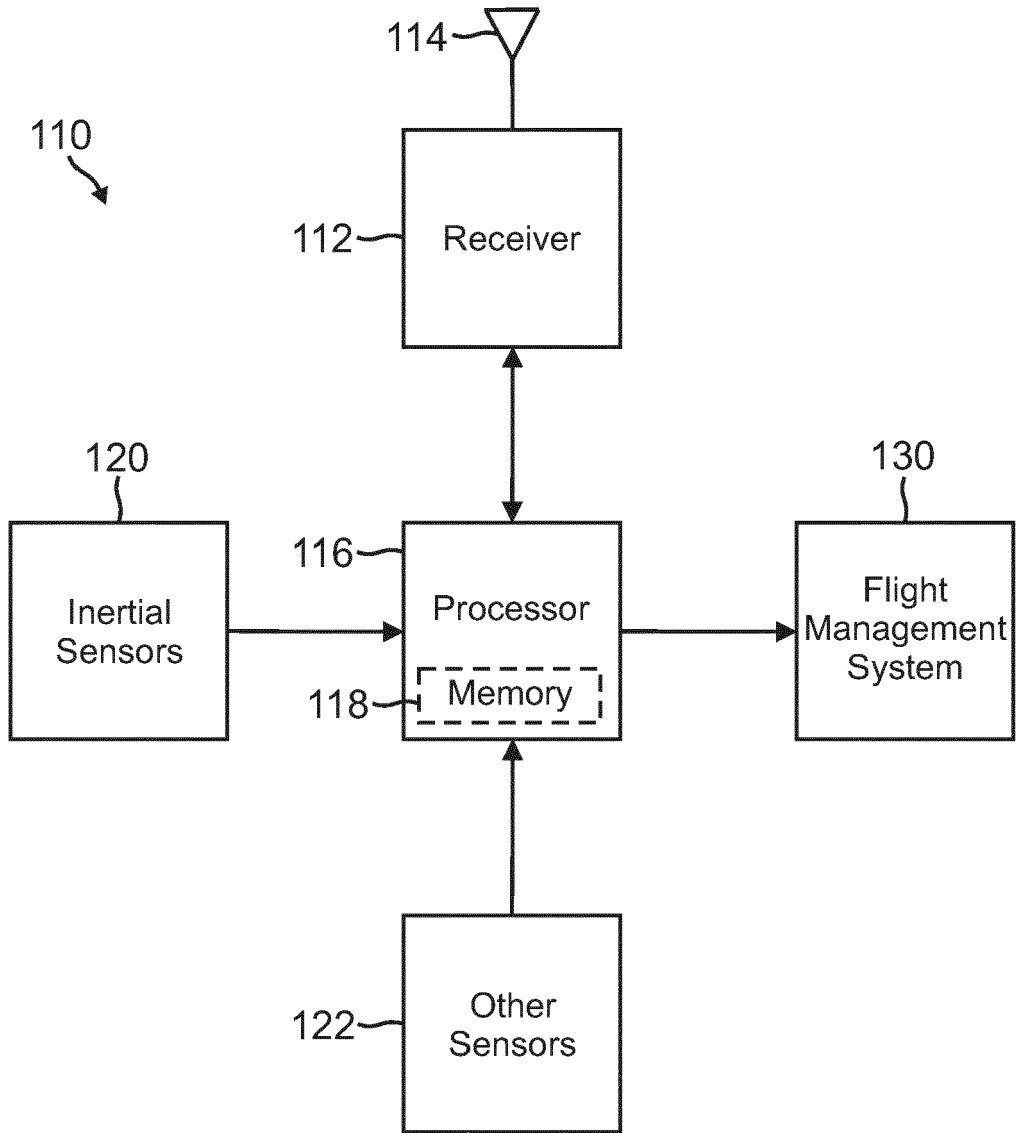 114
110
112
Receiver
120
130
116
Inertial
Sensors
Processor
Flight
Management
System
118
Memory
122
Other
Sensors